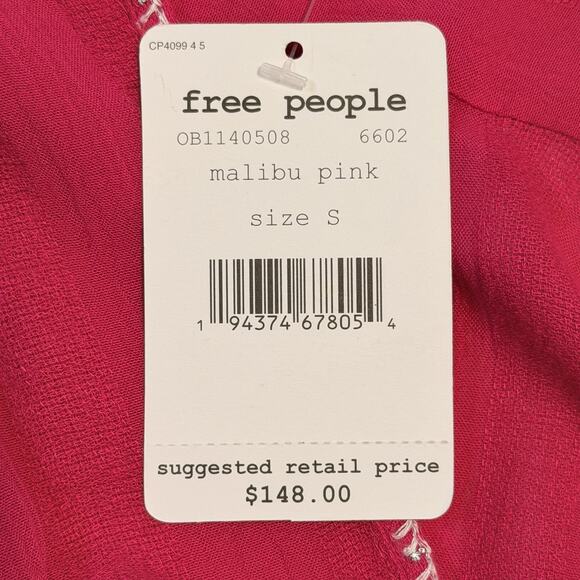 CP4099 4 5
free people
OB1140508 6602
malibu pink
size S
1 94374 67805 4
suggested retail price
$148.00